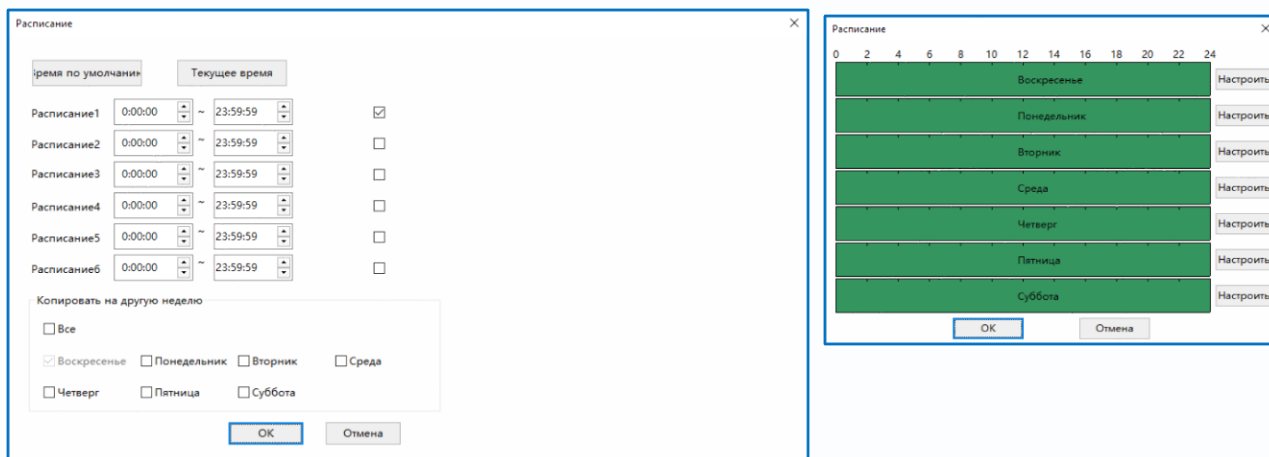 Расписание
Время по умолчани
Текущее время
Расписание1 0:00:00 ~ 23:59:59
Расписание2 0:00:00 ~ 23:59:59
Расписание3 0:00:00 ~ 23:59:59
Расписание4 0:00:00 ~ 23:59:59
Расписание5 0:00:00 ~ 23:59:59
Расписание6 0:00:00 ~ 23:59:59
Копировать на другую неделю
Все
Воскресенье Понедельник Вторник Среда
Четверг Пятница Суббота
OK Отмена
Расписание
0 2 4 6 8 10 12 14 16 18 20 22 24
Воскресенье Настроить
Понедельник Настроить
Вторник Настроить
Среда Настроить
Четверг Настроить
Пятница Настроить
Суббота Настроить
OK Отмена